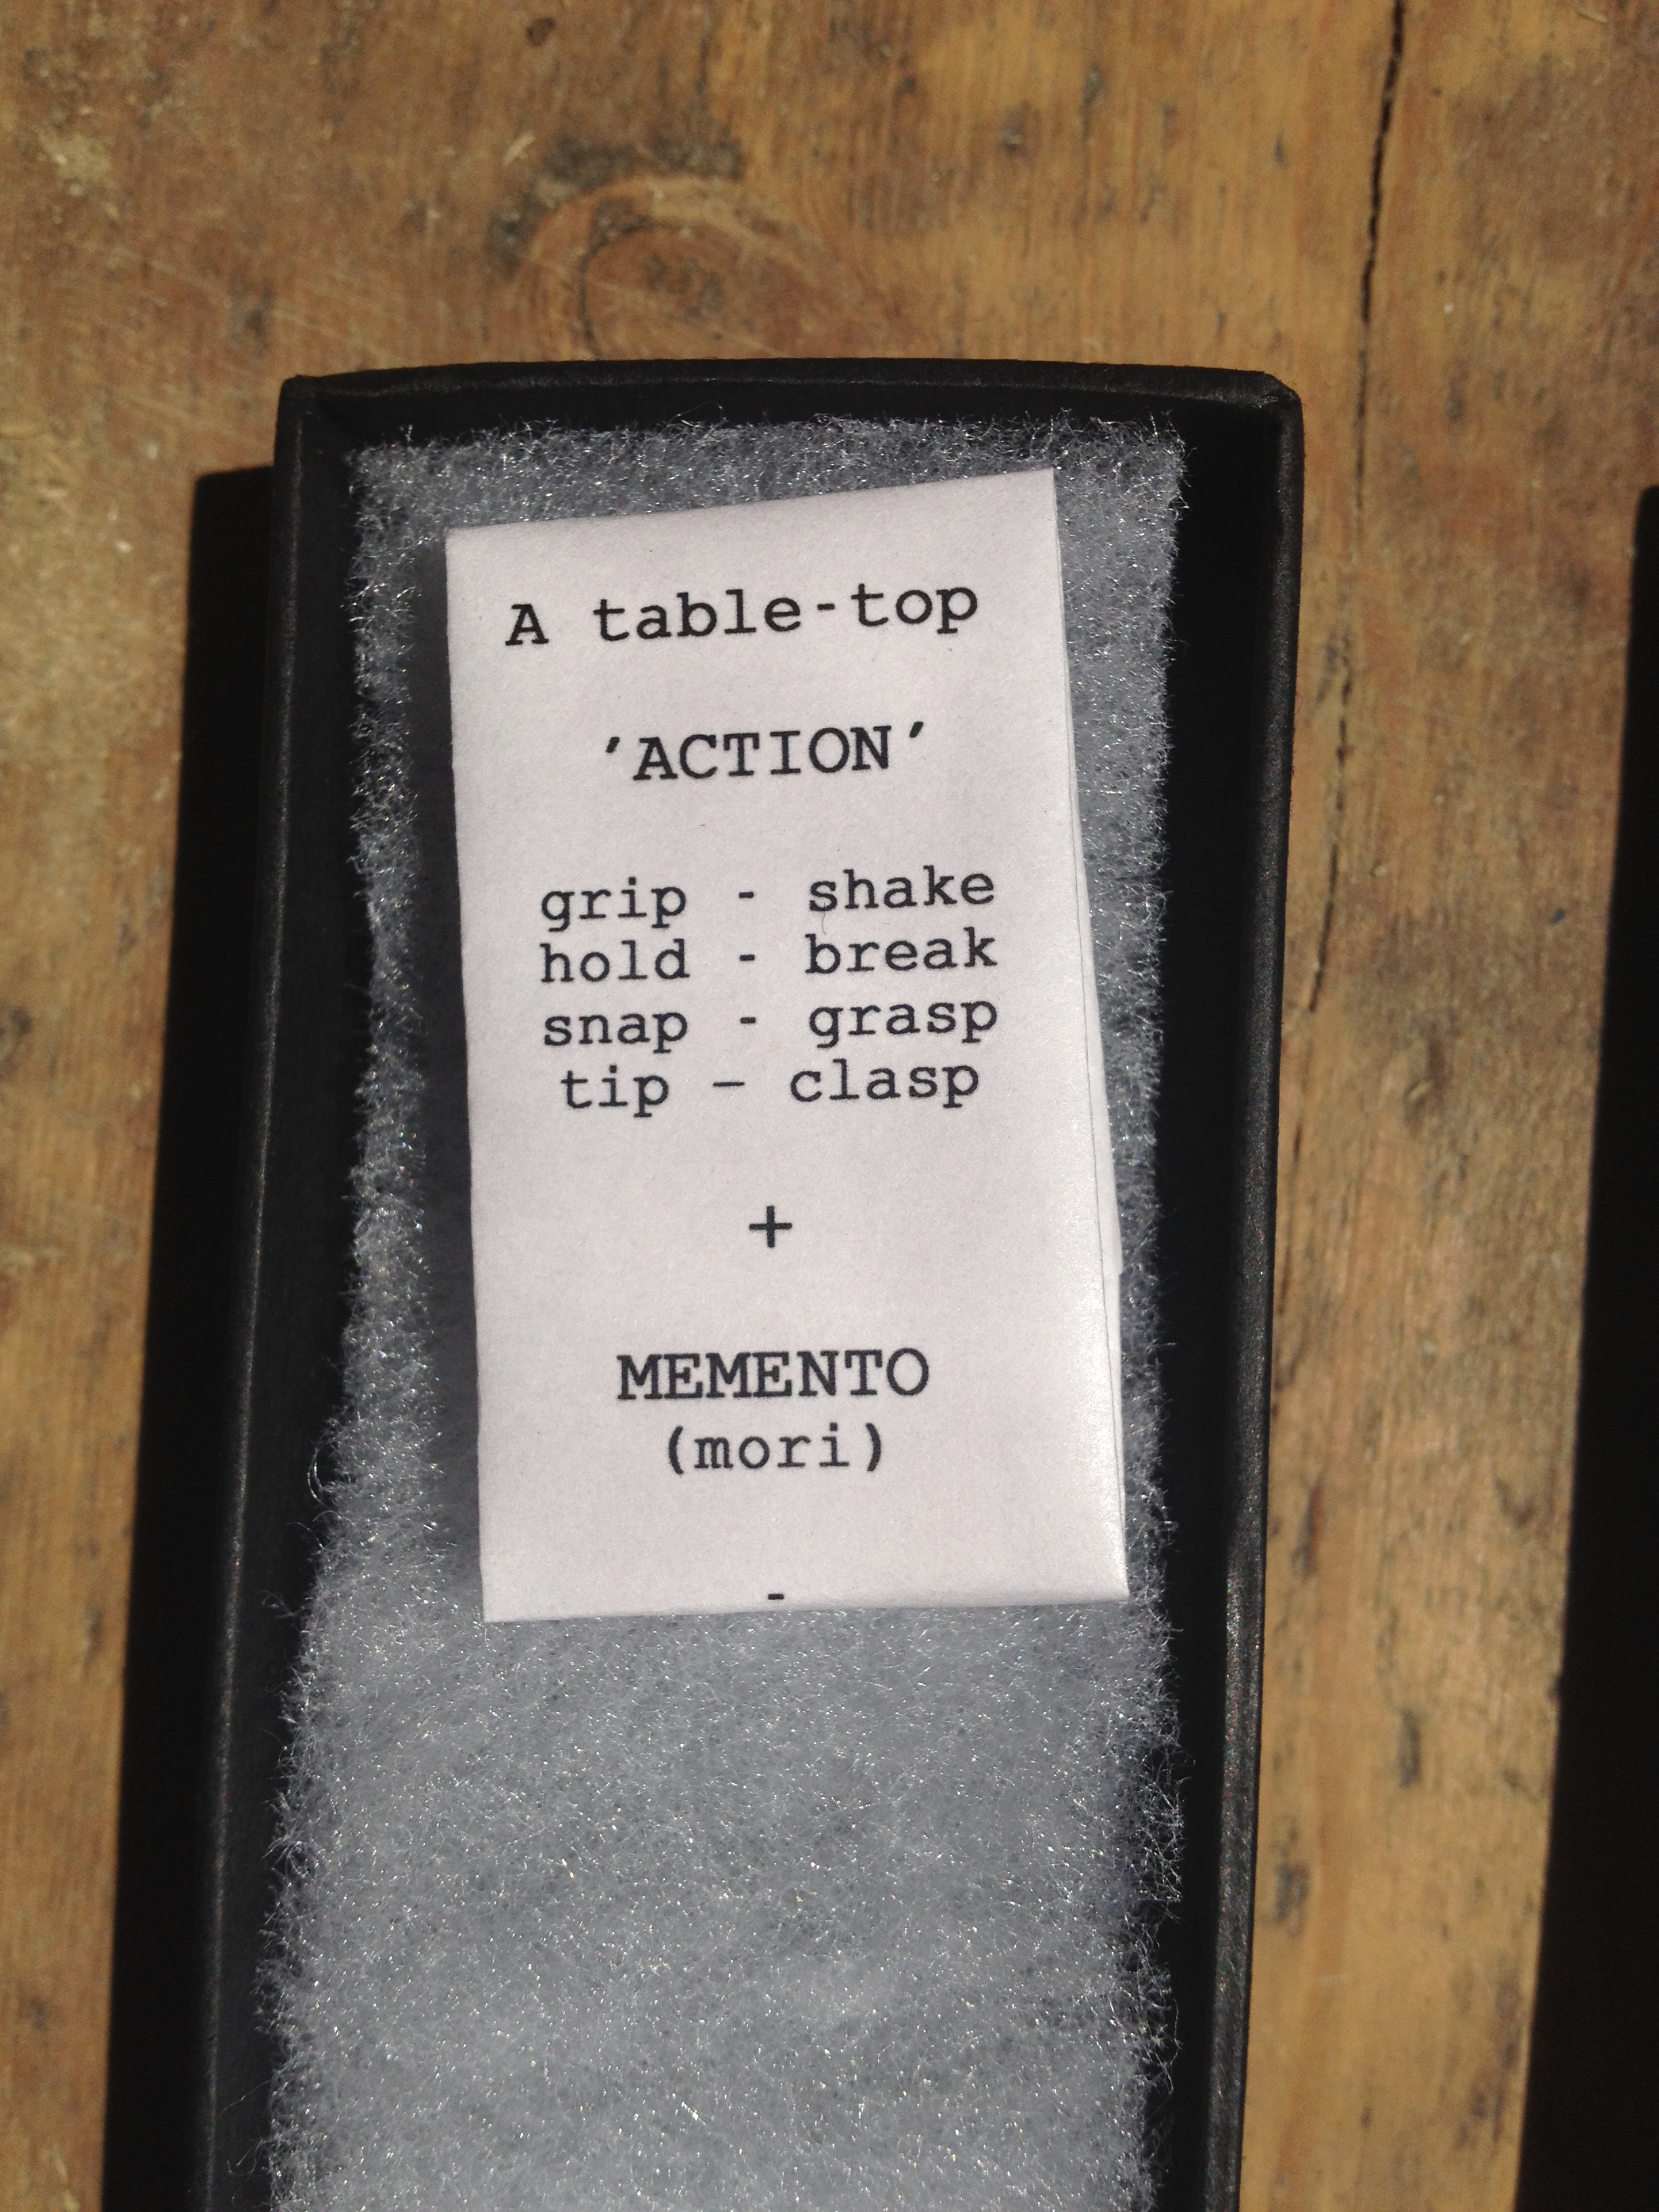 A table-top
'ACTION'
grip - shake
hold - break
snap - grasp
tip – clasp
+
MEMENTO
(mori)
-